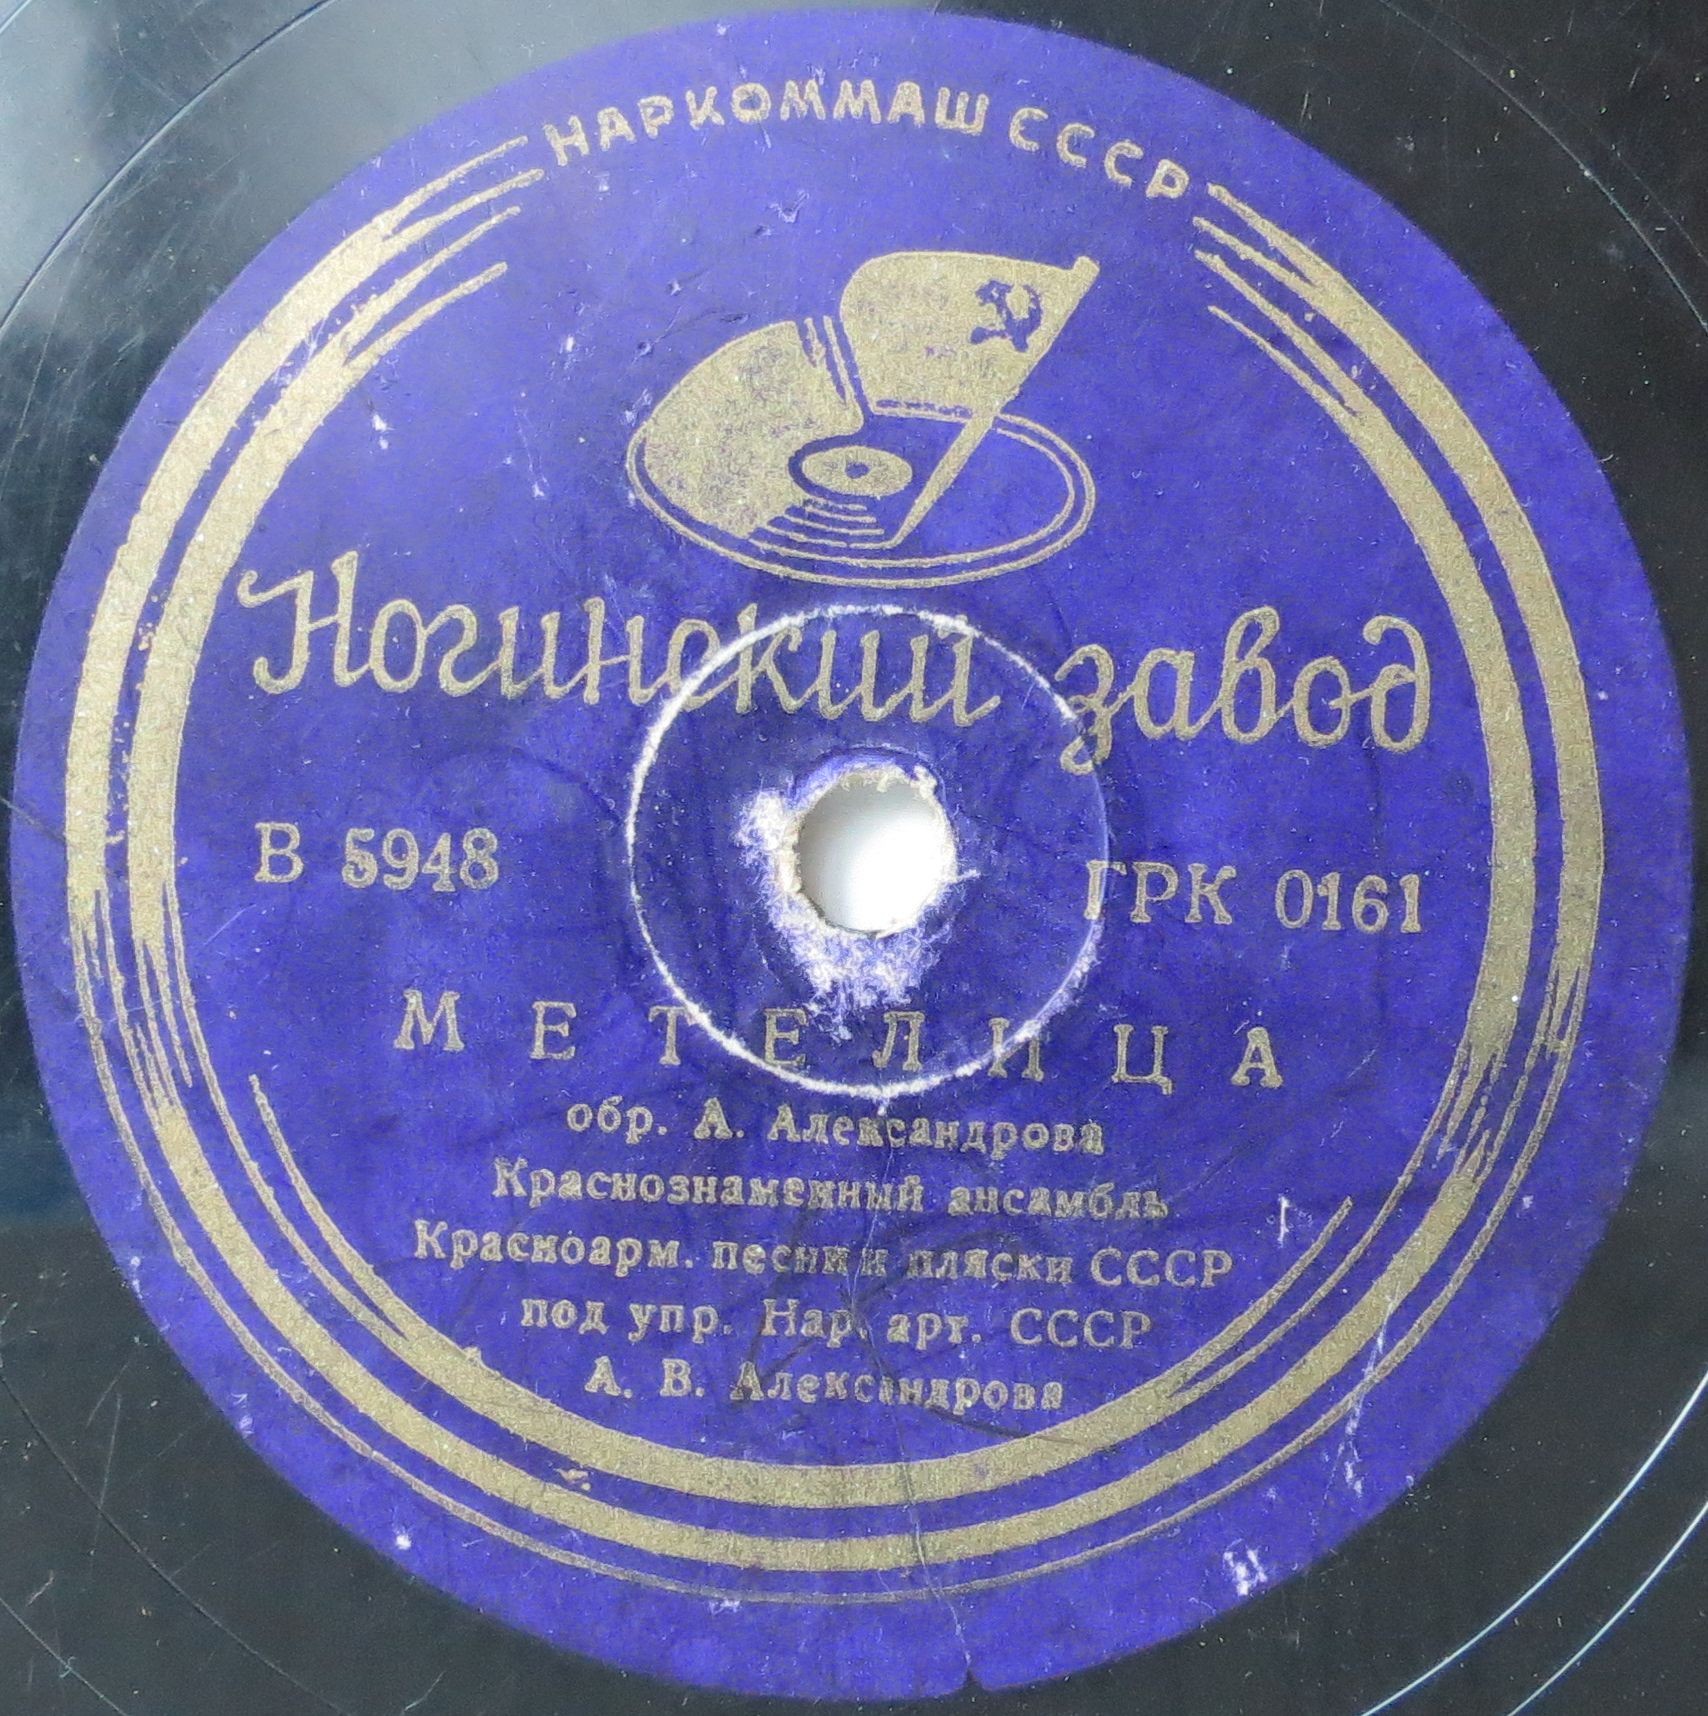 НАРКОММАШ СССР
Ногинский завод
В 5948 ГРК 0161
МЕТЕЛИЦА
обр. А. Александрова
Краснознаменный ансамбль
Красноарм. песни и пляски СССР
под упр. Нар. арт. СССР
А. В. Александрова